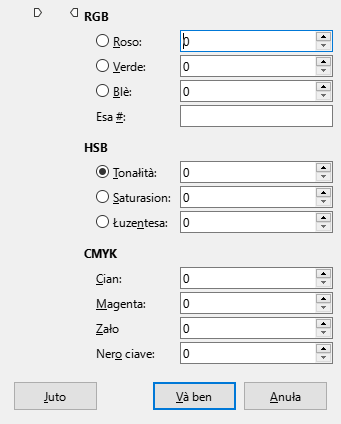 RGB
Roso: 0
Verde: 0
Blè: 0
Esa #:
HSB
Tonałità: 0
Saturasion: 0
Łuzentesa: 0
CMYK
Cian: 0
Magenta: 0
Zało 0
Nero ciave: 0
Juto Và ben Anuła